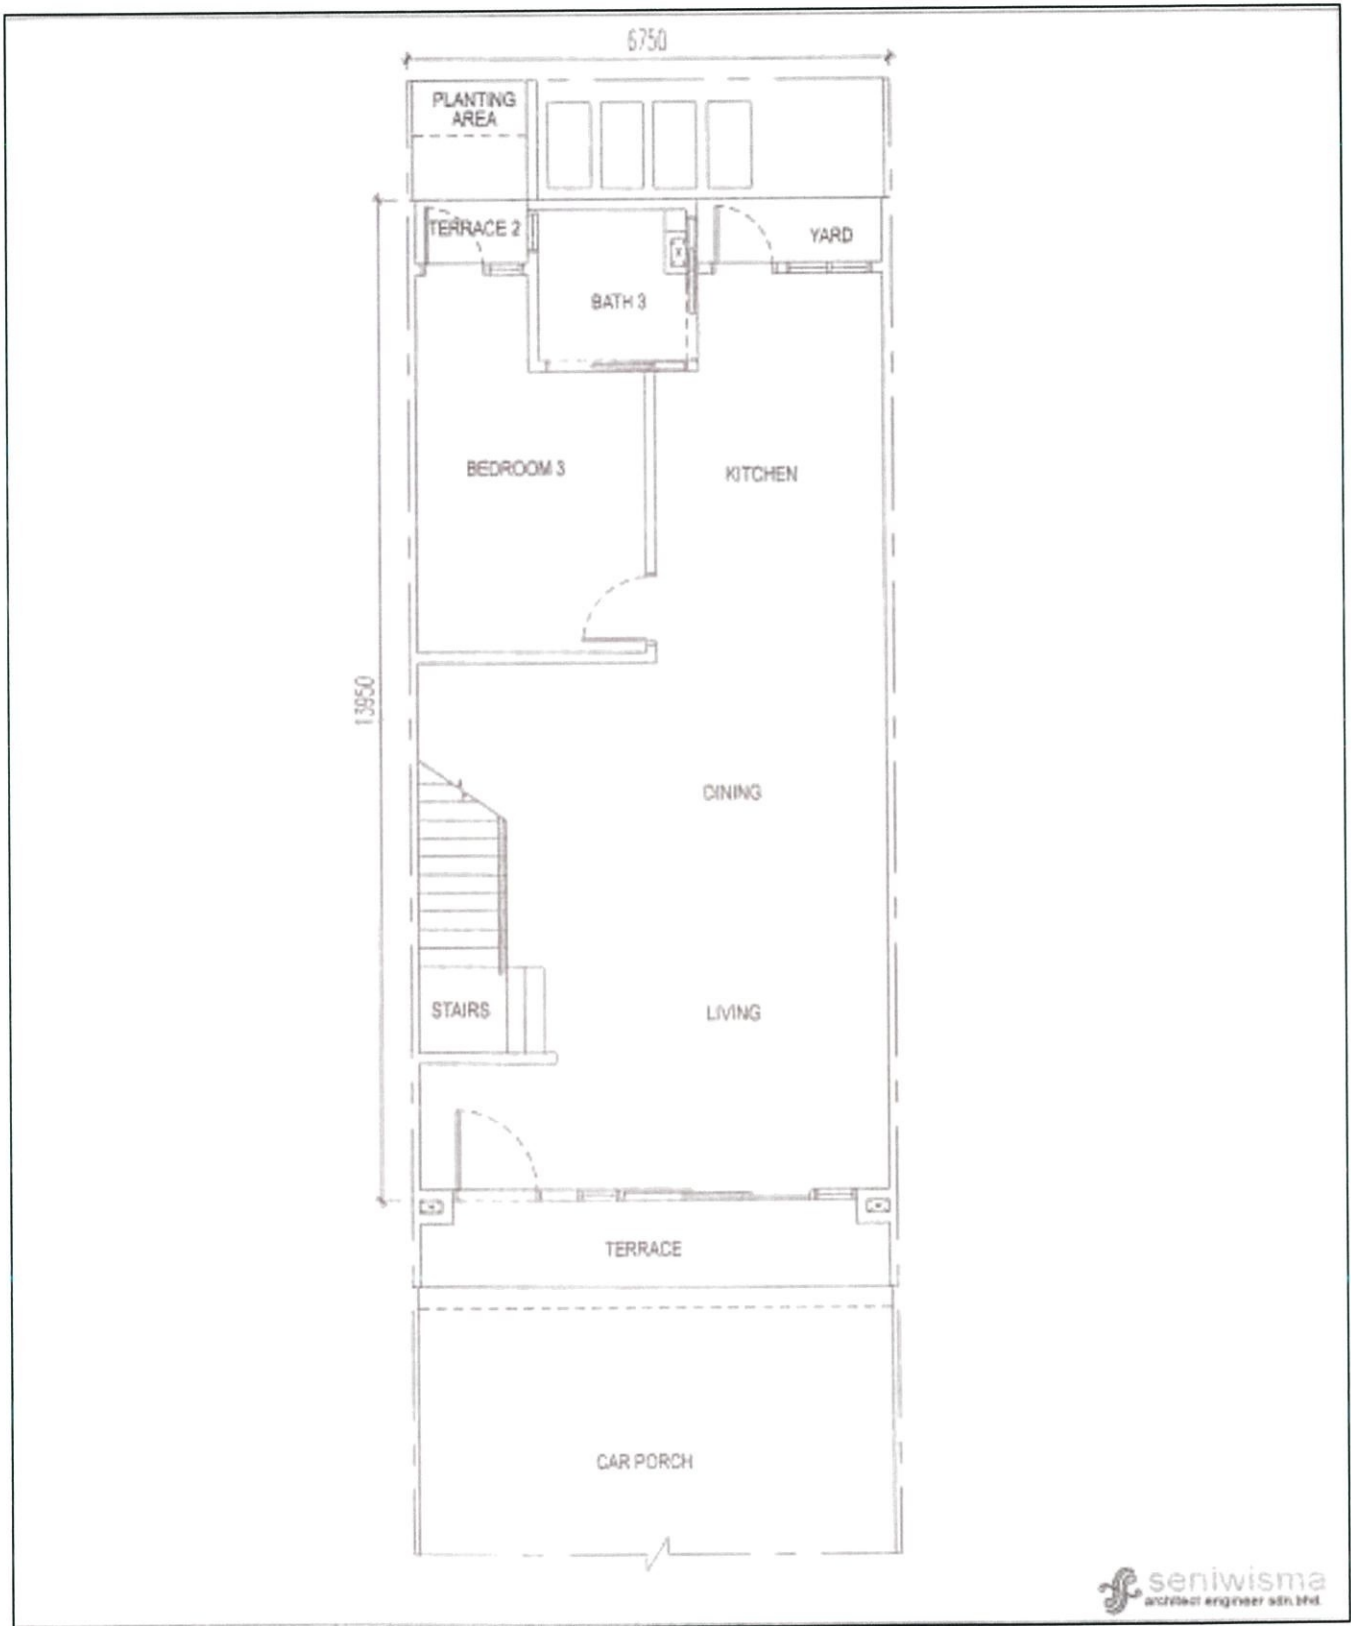 6750
PLANTING
AREA
TERRACE 2
YARD
BATH 3
BEDROOM 3
KITCHEN
13950
DINING
STAIRS
LIVING
TERRACE
CAR PORCH
seniwisma
architect engineer sdn.bhd.